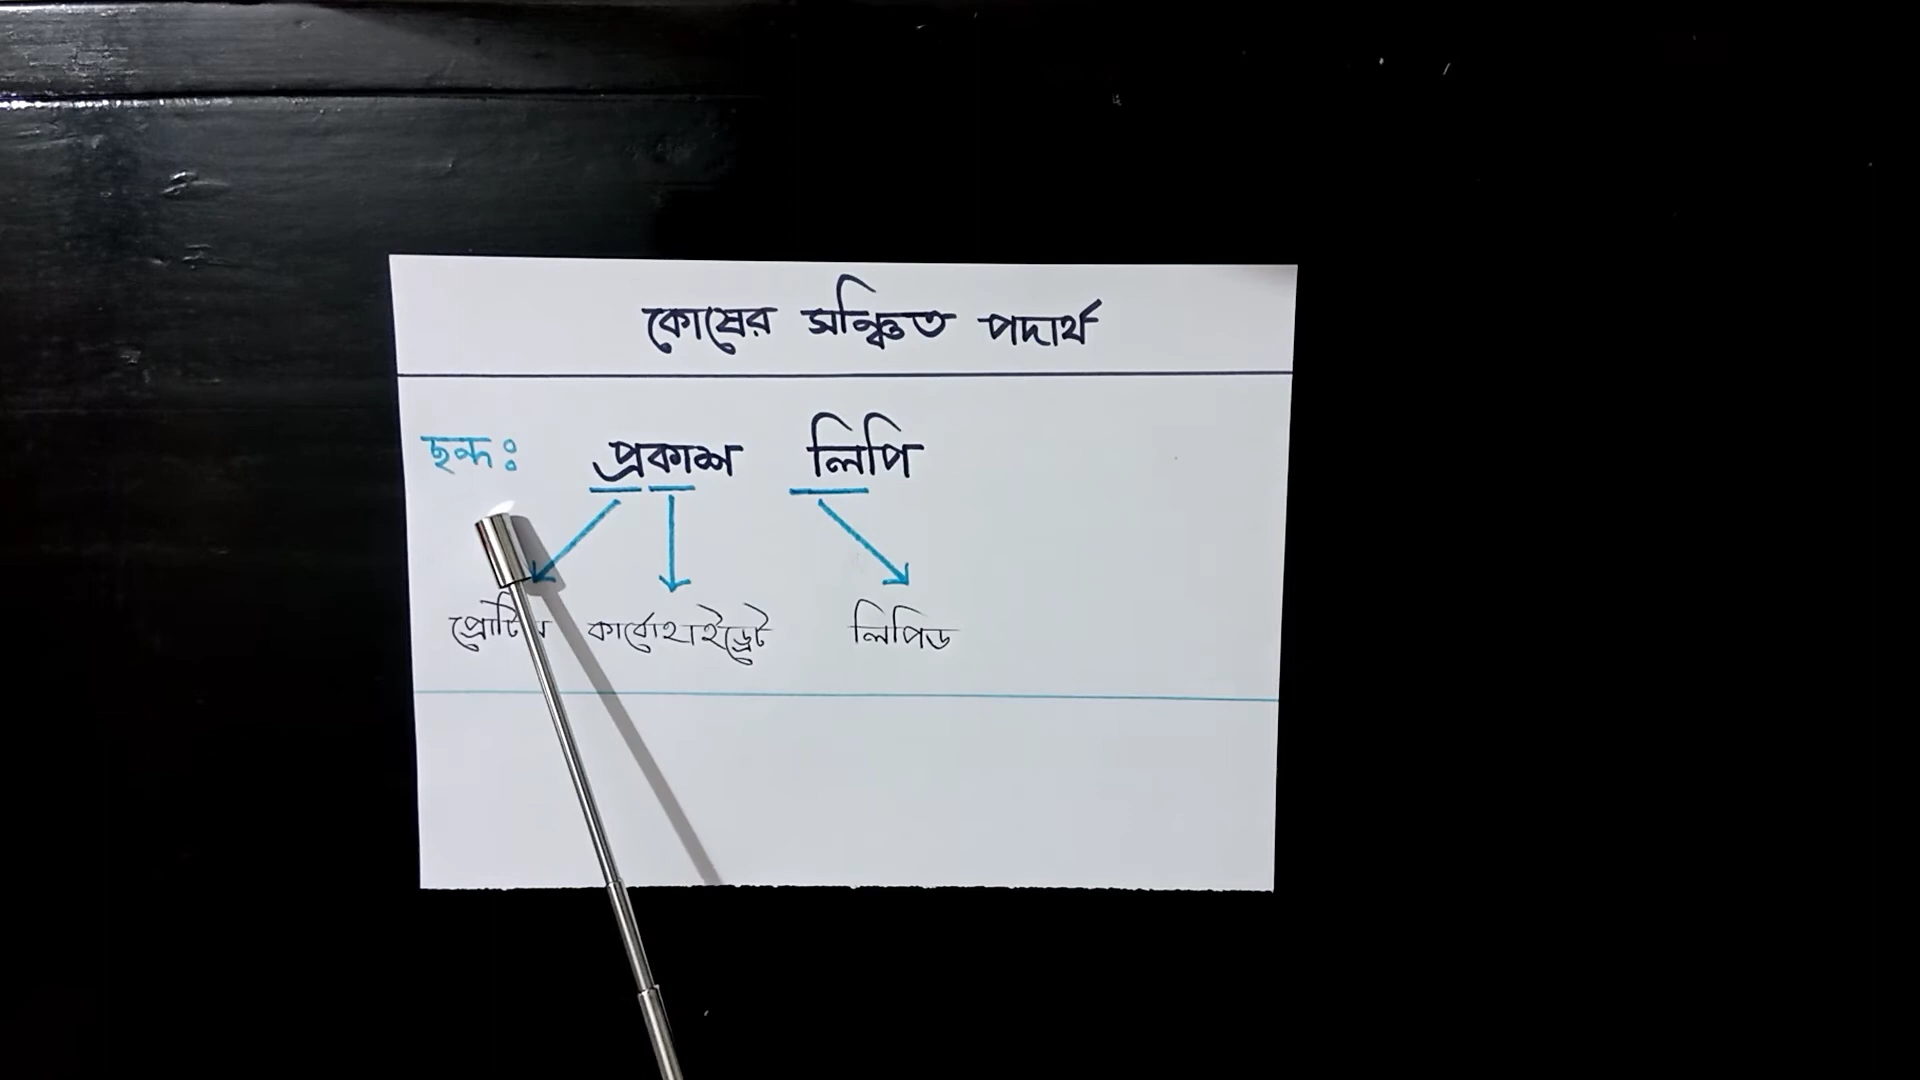 কোষের সঞ্চিত পদার্থ
ছন্দ : প্রকাশ লিপি
প্রোটিন কার্বোহাইড্রেট লিপিড